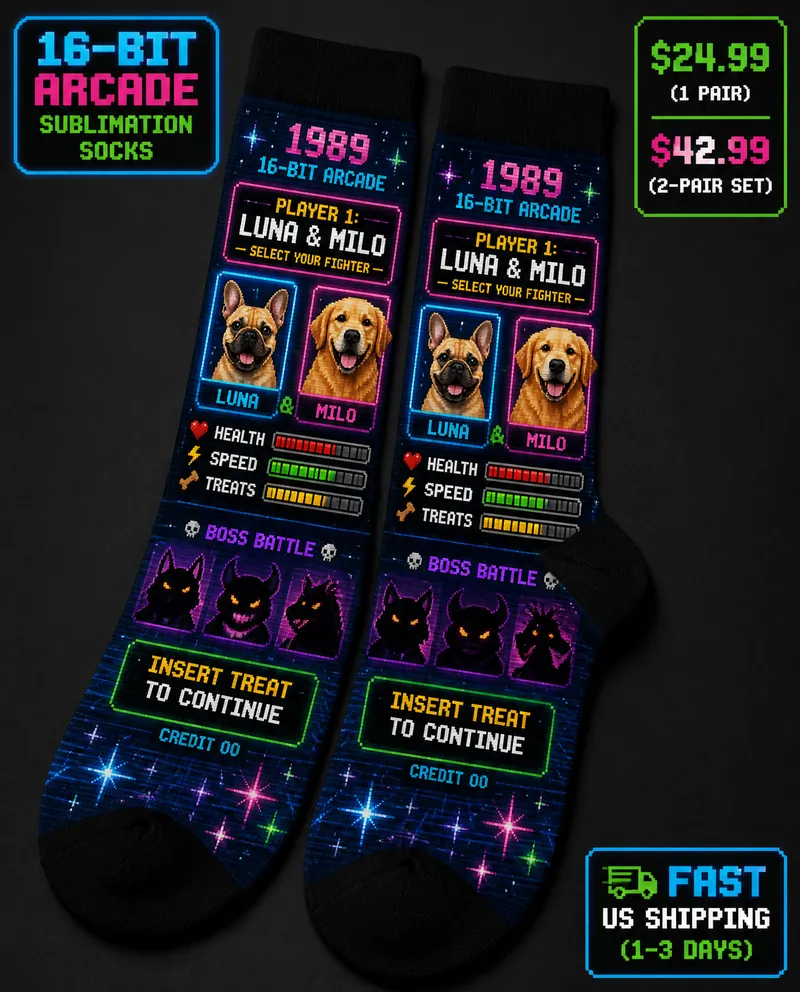 16-BIT
ARCADE
SUBLIMATION
SOCKS
$24.99
(1 PAIR)
$42.99
(2-PAIR SET)
1989
16-BIT ARCADE
PLAYER 1:
LUNA & MILO
— SELECT YOUR FIGHTER —
LUNA & MILO
HEALTH
SPEED
TREATS
BOSS BATTLE
INSERT TREAT
TO CONTINUE
CREDIT 00
1989
16-BIT ARCADE
PLAYER 1:
LUNA & MILO
— SELECT YOUR FIGHTER —
LUNA & MILO
HEALTH
SPEED
TREATS
BOSS BATTLE
INSERT TREAT
TO CONTINUE
CREDIT 00
FAST
US SHIPPING
(1-3 DAYS)